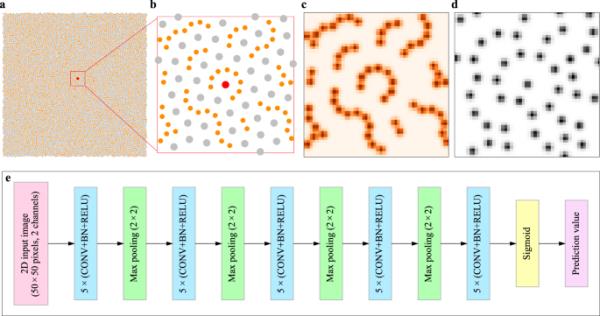 a
b
c
d
e
2D input image
(50 × 50 pixels, 2 channels)
5 × (CONV+BN+RELU)
Max pooling (2 × 2)
5 × (CONV+BN+RELU)
Max pooling (2 × 2)
5 × (CONV+BN+RELU)
Max pooling (2 × 2)
5 × (CONV+BN+RELU)
Max pooling (2 × 2)
5 × (CONV+BN+RELU)
Sigmoid
Prediction value